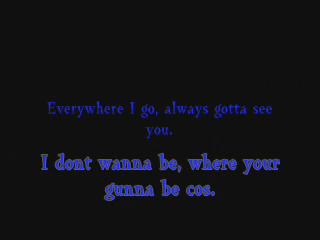 Everywhere I go, always gotta see
you.
I dont wanna be, where your
gunna be cos.